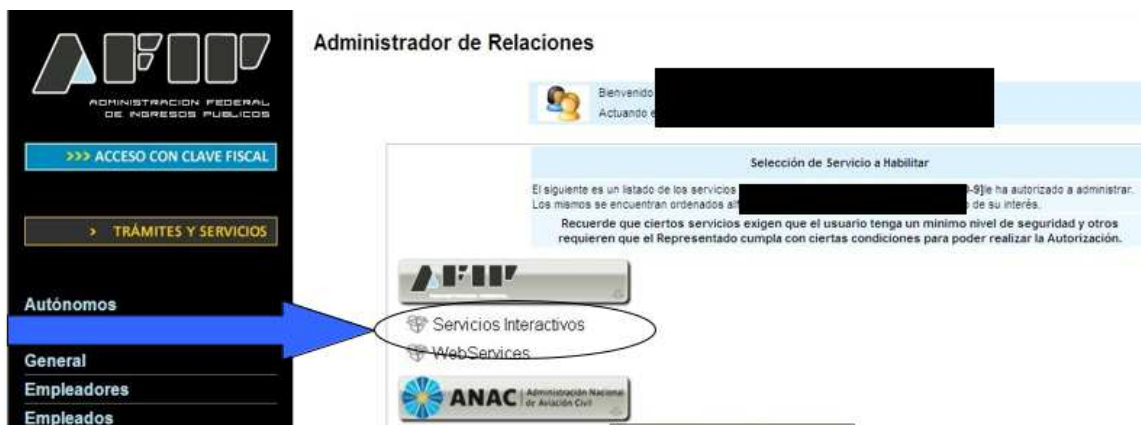 AFIP
ADMINISTRACION FEDERAL
DE INGRESOS PUBLICOS
>>> ACCESO CON CLAVE FISCAL
> TRÁMITES Y SERVICIOS
Autónomos
General
Empleadores
Empleados
Administrador de Relaciones
Bienvenido
Actuando e
Selección de Servicio a Habilitar
El siguiente es un listado de los servicios -9]le ha autorizado a administrar.
Los mismos se encuentran ordenados alf de su interés.
Recuerde que ciertos servicios exigen que el usuario tenga un mínimo nivel de seguridad y otros
requieren que el Representado cumpla con ciertas condiciones para poder realizar la Autorización.
AFIP
Servicios Interactivos
WebServices
ANAC Administración Nacional
de Aviación Civil